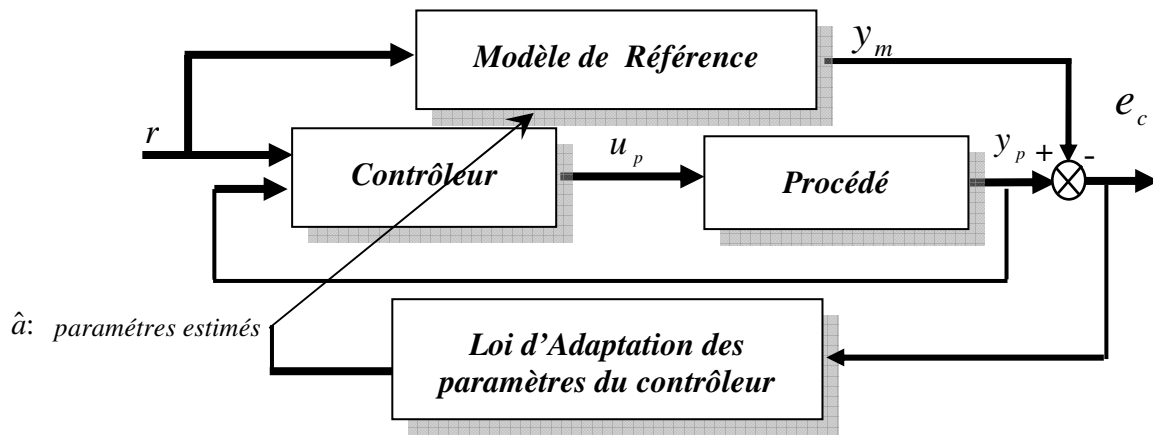 Modèle de Référence
y_m
e_c
r
Contrôleur
u_p
Procédé
y_p
+
-
â: paramétres estimés
Loi d'Adaptation des
paramètres du contrôleur